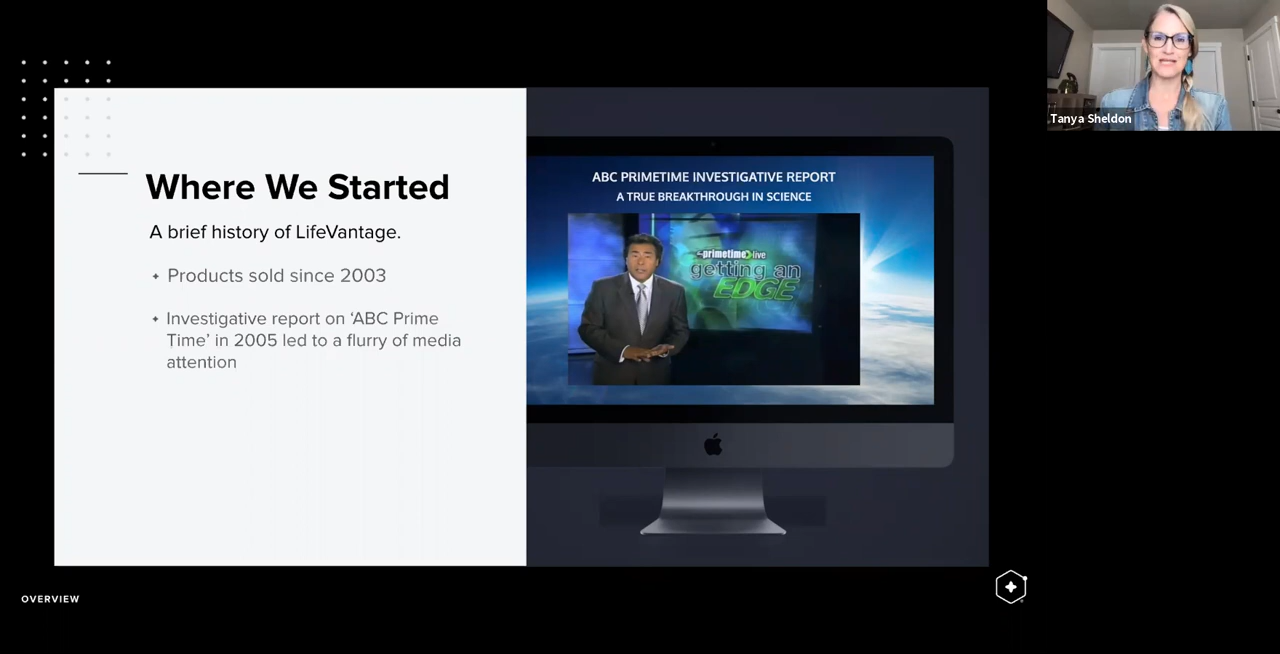 Tanya Sheldon
Where We Started
A brief history of LifeVantage.
Products sold since 2003
Investigative report on ‘ABC Prime
Time’ in 2005 led to a flurry of media
attention
ABC PRIMETIME INVESTIGATIVE REPORT
A TRUE BREAKTHROUGH IN SCIENCE
primetime live
getting an
EDGE
OVERVIEW